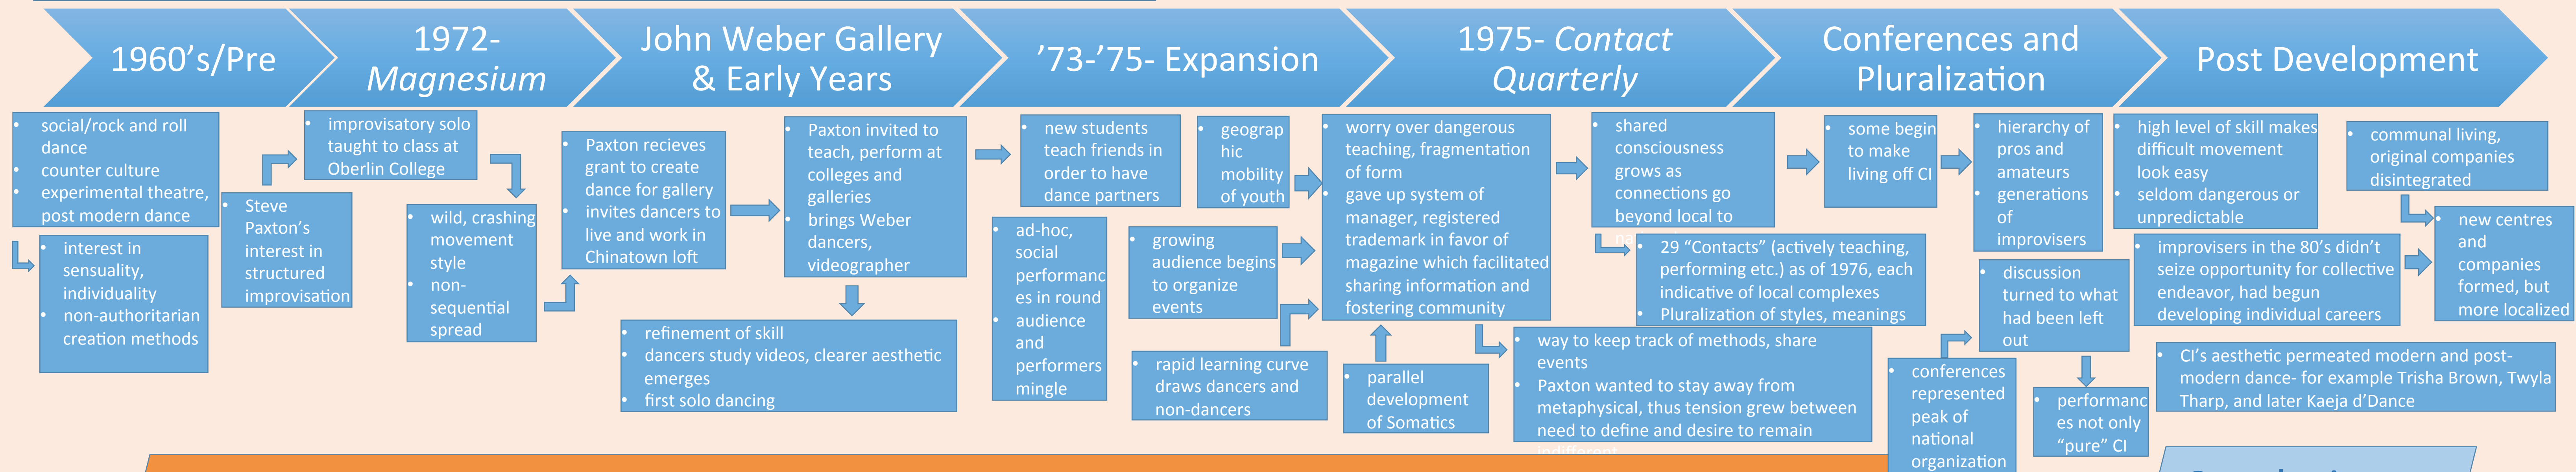 1960's/Pre
1972-
Magnesium
John Weber Gallery
& Early Years
'73-'75- Expansion
1975- Contact
Quarterly
Conferences and
Pluralization
Post Development
• social/rock and roll
dance
• counter culture
• experimental theatre,
post modern dance
• interest in
sensuality,
individuality
• non-authoritarian
creation methods
• Steve
Paxton's
interest in
structured
improvisation
• improvisatory solo
taught to class at
Oberlin College
• wild, crashing
movement
style
• non-
sequential
spread
• Paxton recieves
grant to create
dance for gallery
• invites dancers to
live and work in
Chinatown loft
• Paxton invited to
teach, perform at
colleges and
galleries
• brings Weber
dancers,
videographer
• refinement of skill
• dancers study videos, clearer aesthetic
emerges
• first solo dancing
• new students
teach friends in
order to have
dance partners
• ad-hoc,
social
performanc
es in round
• audience
and
performers
mingle
• geograp
hic
mobility
of youth
• growing
audience begins
to organize
events
• rapid learning curve
draws dancers and
non-dancers
• worry over dangerous
teaching, fragmentation
of form
• gave up system of
manager, registered
trademark in favor of
magazine which facilitated
sharing information and
fostering community
• parallel
development
of Somatics
• way to keep track of methods, share
events
• Paxton wanted to stay away from
metaphysical, thus tension grew between
need to define and desire to remain
indifferent
• shared
consciousness
grows as
connections go
beyond local to
• 29 "Contacts" (actively teaching,
performing etc.) as of 1976, each
indicative of local complexes
• Pluralization of styles, meanings
• some begin
to make
living off CI
• hierarchy of
pros and
amateurs
• generations
of
improvisers
• discussion
turned to what
had been left
out
• conferences
represented
peak of
national
organization
• performanc
es not only
"pure" CI
• high level of skill makes
difficult movement
look easy
• seldom dangerous or
unpredictable
• improvisers in the 80's didn't
seize opportunity for collective
endeavor, had begun
developing individual careers
• communal living,
original companies
disintegrated
• new centres
and
companies
formed, but
more localized
• CI's aesthetic permeated modern and post-
modern dance- for example Trisha Brown, Twyla
Tharp, and later Kaeja d'Dance